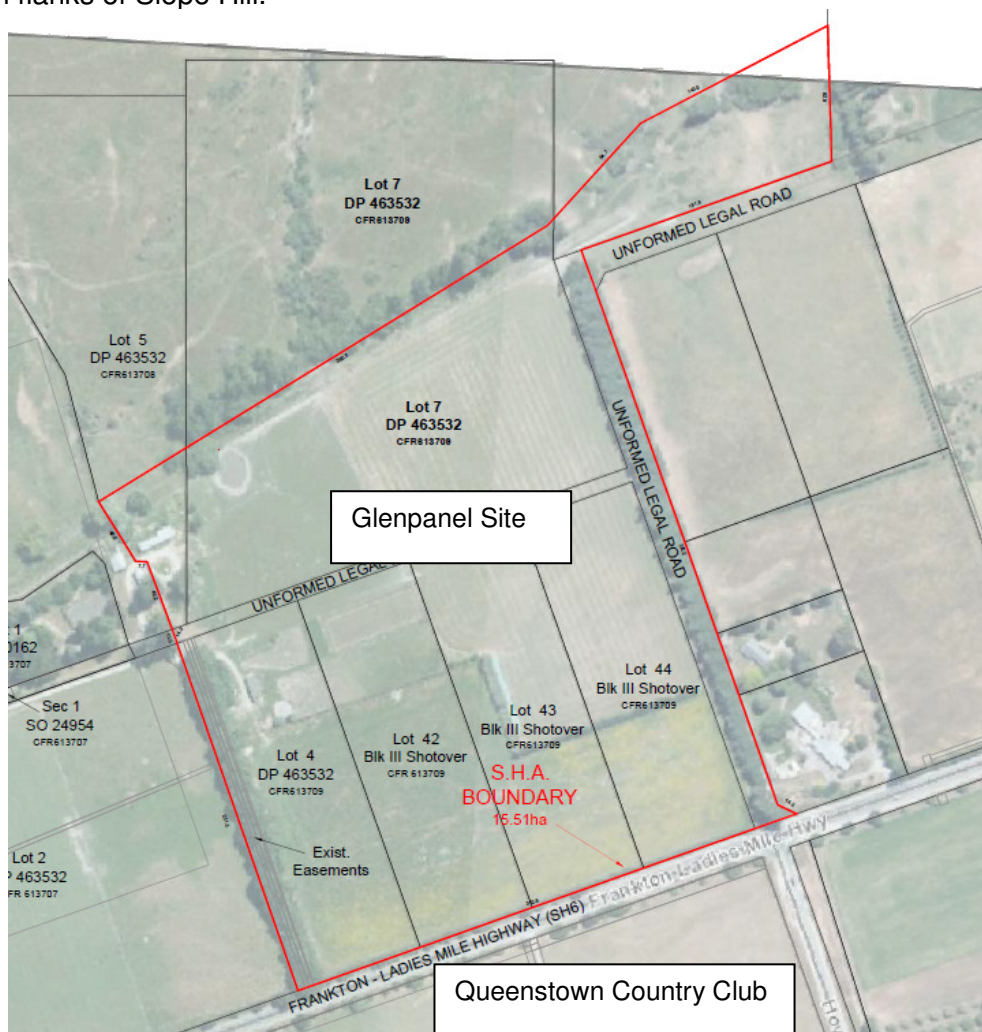 flanks of Slope Hill.
Lot 7
DP 463532
CFR613709
UNFORMED LEGAL ROAD
Lot 5
DP 463532
CFR613708
Lot 7
DP 463532
CFR613709
UNFORMED LEGAL ROAD
Glenpanel Site
UNFORMED LEGAL
Sec 1
SO 24954
CFR613707
Lot 44
Blk III Shotover
CFR613709
Lot 43
Blk III Shotover
CFR613709
Lot 42
Blk III Shotover
CFR 613709
Lot 4
DP 463532
CFR613709
S.H.A.
BOUNDARY
15.51ha
Exist.
Easements
Lot 2
463532
613707
Frankton-Ladies Mile Hwy
FRANKTON - LADIES MILE HIGHWAY (SH6)
Queenstown Country Club